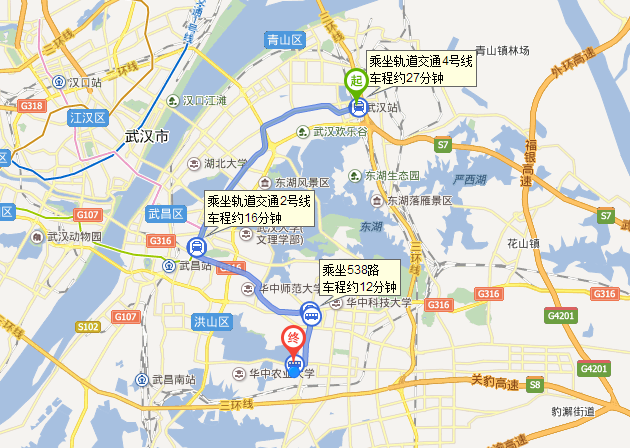 三环线
青山区
青山镇林场
外环高速
汉口站
G318
汉口江滩
起
乘坐轨道交通4号线
车程约27分钟
武汉站
江汉区
武汉市
武汉欢乐谷
S7
福银高速
湖北大学
东湖风景区
东湖生态园
严西湖
乘坐轨道交通2号线
车程约16分钟
东湖落雁景区
S7
G107
武昌区
武汉动物园
G316
文理学部)
东湖
花山镇
武昌站
G316
乘坐538路
车程约12分钟
华中师范大学
华中科技大学
G316
G316
G316
G4201
G107
S102
洪山区
终
华中农业大学
武昌南站
关豹高速
S8
G4201
三环线
三环线
豹澥街道